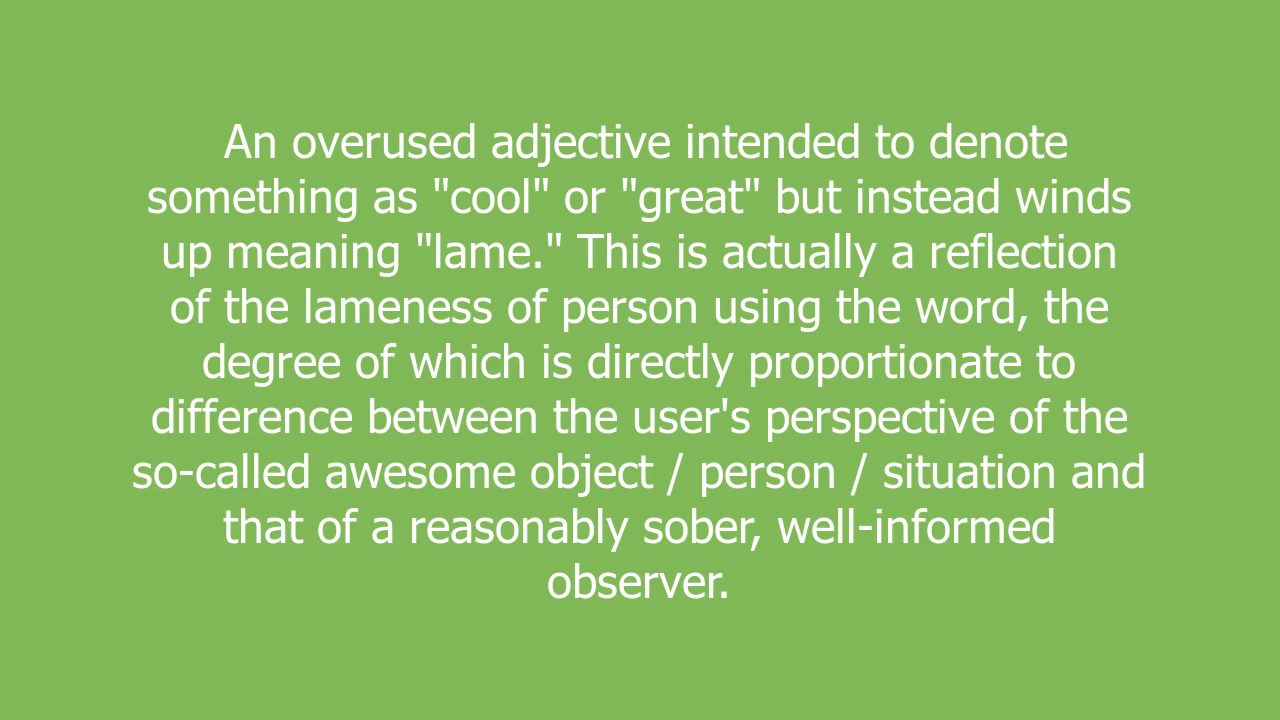 An overused adjective intended to denote
something as "cool" or "great" but instead winds
up meaning "lame." This is actually a reflection
of the lameness of person using the word, the
degree of which is directly proportionate to
difference between the user's perspective of the
so-called awesome object / person / situation and
that of a reasonably sober, well-informed
observer.